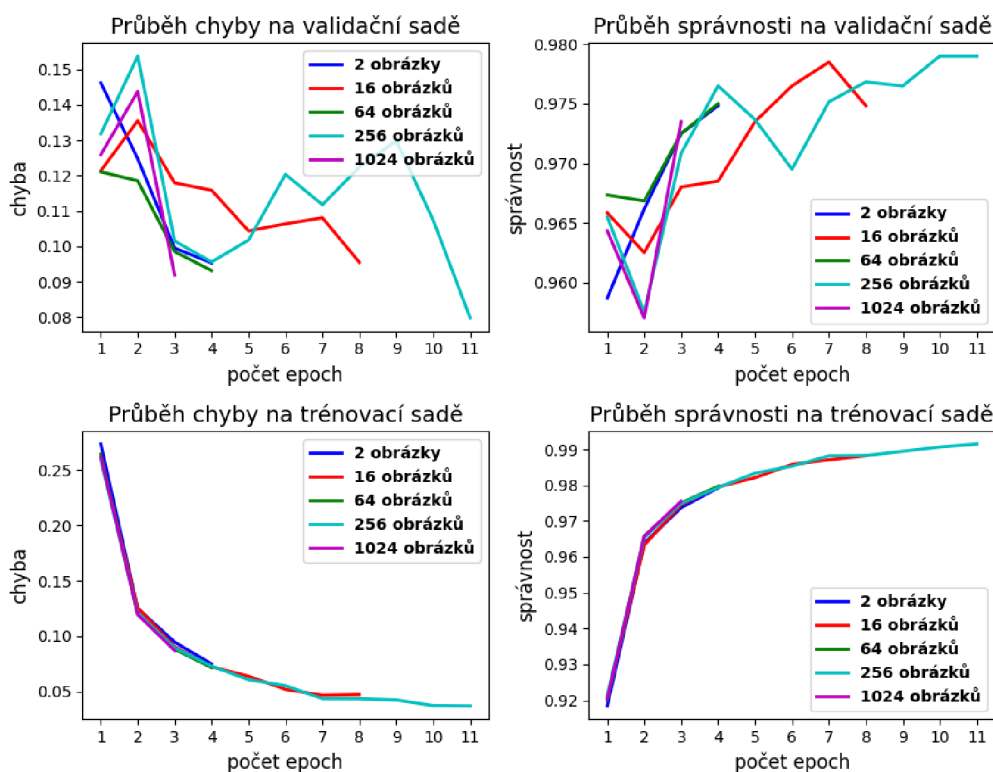 Průběh chyby na validační sadě
0.15
0.14
0.13
0.12
0.11
0.10
0.09
0.08
chyba
2 obrázky
16 obrázků
64 obrázků
256 obrázků
1024 obrázků
1 2 3 4 5 6 7 8 9 10 11
počet epoch
Průběh správnosti na validační sadě
0.980
0.975
0.970
0.965
0.960
správnost
2 obrázky
16 obrázků
64 obrázků
256 obrázků
1024 obrázků
1 2 3 4 5 6 7 8 9 10 11
počet epoch
Průběh chyby na trénovací sadě
0.25
0.20
0.15
0.10
0.05
chyba
2 obrázky
16 obrázků
64 obrázků
256 obrázků
1024 obrázků
1 2 3 4 5 6 7 8 9 10 11
počet epoch
Průběh správnosti na trénovací sadě
0.99
0.98
0.97
0.96
0.95
0.94
0.93
0.92
správnost
2 obrázky
16 obrázků
64 obrázků
256 obrázků
1024 obrázků
1 2 3 4 5 6 7 8 9 10 11
počet epoch